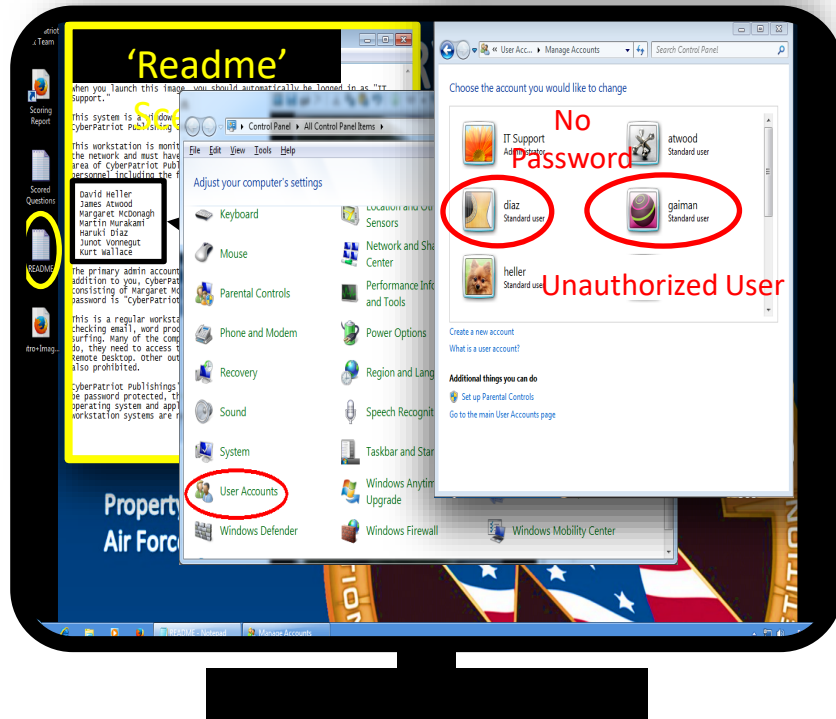 atriot
Team
Scoring
Report
Scored
Questions
README
'Readme'
When you launch this image, you should automatically be logged in as "IT
Support."
This system is a
CyberPatriot Publishing
This workstation is monit
the network and must have
area of CyberPatriot Publ
personnel including the f
David Heller
James Atwood
Margaret McDonagh
Martin Murakami
Haruki Diaz
Junot Vonnegut
Kurt Wallace
The primary admin account
addition to you, CyberPat
consisting of Margaret Mc
password is "CyberPatriot
This is a regular worksta
checking email, word proc
surfing. Many of the comp
do, they need to access t
Remote Desktop. Other out
also prohibited.
CyberPatriot Publishings'
be password protected, th
operating system and appl
workstation systems are r
Property
Air Forc
Control Panel All Control Panel Items
File Edit View Tools Help
Adjust your computer's settings
Keyboard
Location and Ot
Sensors
Mouse
Network and Sha
Center
Parental Controls
Performance Info
and Tools
Phone and Modem
Power Options
Recovery
Region and Lang
Sound
Speech Recognit
System
Taskbar and Star
User Accounts
Windows Anytim
Upgrade
Windows Defender
Windows Firewall
Windows Mobility Center
« User Acc... Manage Accounts
Search Control Panel
Choose the account you would like to change
IT Support
Administrator
No
Password
atwood
Standard user
diaz
Standard user
gaiman
Standard user
heller
Standard user
Unauthorized User
Create a new account
What is a user account?
Additional things you can do
Set up Parental Controls
Go to the main User Accounts page
README - Notepad
Manage Accounts